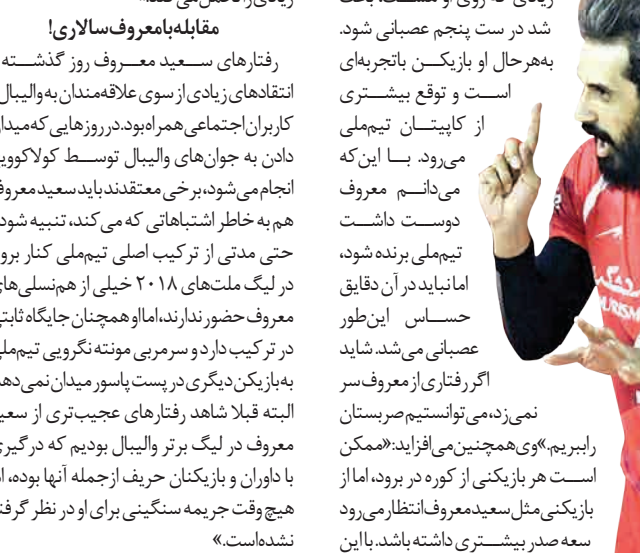 زیادی که روی او
شد در ست پنجم عصبانی شود.
به‌هرحال او بازیکن باتجربه‌ای
است و توقع بیشتری
از کاپیتان تیم‌ملی
می‌رود. با این‌که
می‌دانم معروف
دوست داشت
تیم‌ملی برنده شود،
اما نباید در آن دقایق
حساس این‌طور
عصبانی می‌شد. شاید
اگر رفتاری از معروف سر
نمی‌زد، می‌توانستیم صربستان
را ببریم.» وی همچنین می‌افزاید: «ممکن
است هر بازیکنی از کوره در برود، اما از
بازیکنی مثل سعید معروف انتظار می‌رود
سعه صدر بیشتری داشته باشد. با این
مقابله با معروف سالاری!
رفتارهای سعید معروف روز گذشته
انتقادهای زیادی از سوی علاقه‌مندان به والیبال
کاربران اجتماعی همراه بود. در روزهایی که میدا
دادن به جوان‌های والیبال توسط کولاکووی
انجام می‌شود، برخی معتقدند باید سعید معروف
هم به خاطر اشتباهاتی که می‌کند، تنبیه شود
حتی مدتی از ترکیب اصلی تیم‌ملی کنار برو
در لیگ ملت‌های ۲۰۱۸ خیلی از هم‌نسلی‌های
معروف حضور ندارند، اما او همچنان جایگاه ثابت
در ترکیب دارد و سرمربی مونته‌نگرویی تیم‌ملی
به بازیکن دیگری در پست پاسور میدان نمی‌دهد
البته قبلا شاهد رفتارهای عجیب‌تری از سعی
معروف در لیگ برتر والیبال بودیم که درگیری
با داوران و بازیکنان حریف ازجمله آنها بوده، ا
هیچ‌وقت جریمه سنگینی برای او در نظر گرفته
نشده‌است.»